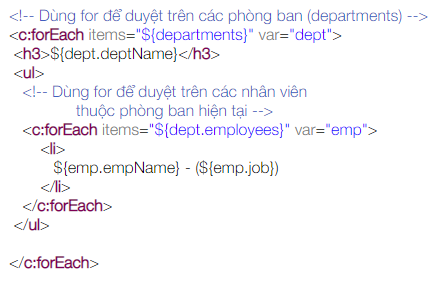 <!-- Dùng for để duyệt trên các phòng ban (departments) -->
<c:forEach items="${departments}" var="dept">
<h3>${dept.deptName}</h3>
<ul>
<!-- Dùng for để duyệt trên các nhân viên
thuộc phòng ban hiện tại -->
<c:forEach items="${dept.employees}" var="emp">
<li>
${emp.empName} - (${emp.job})
</li>
</c:forEach>
</ul>
</c:forEach>